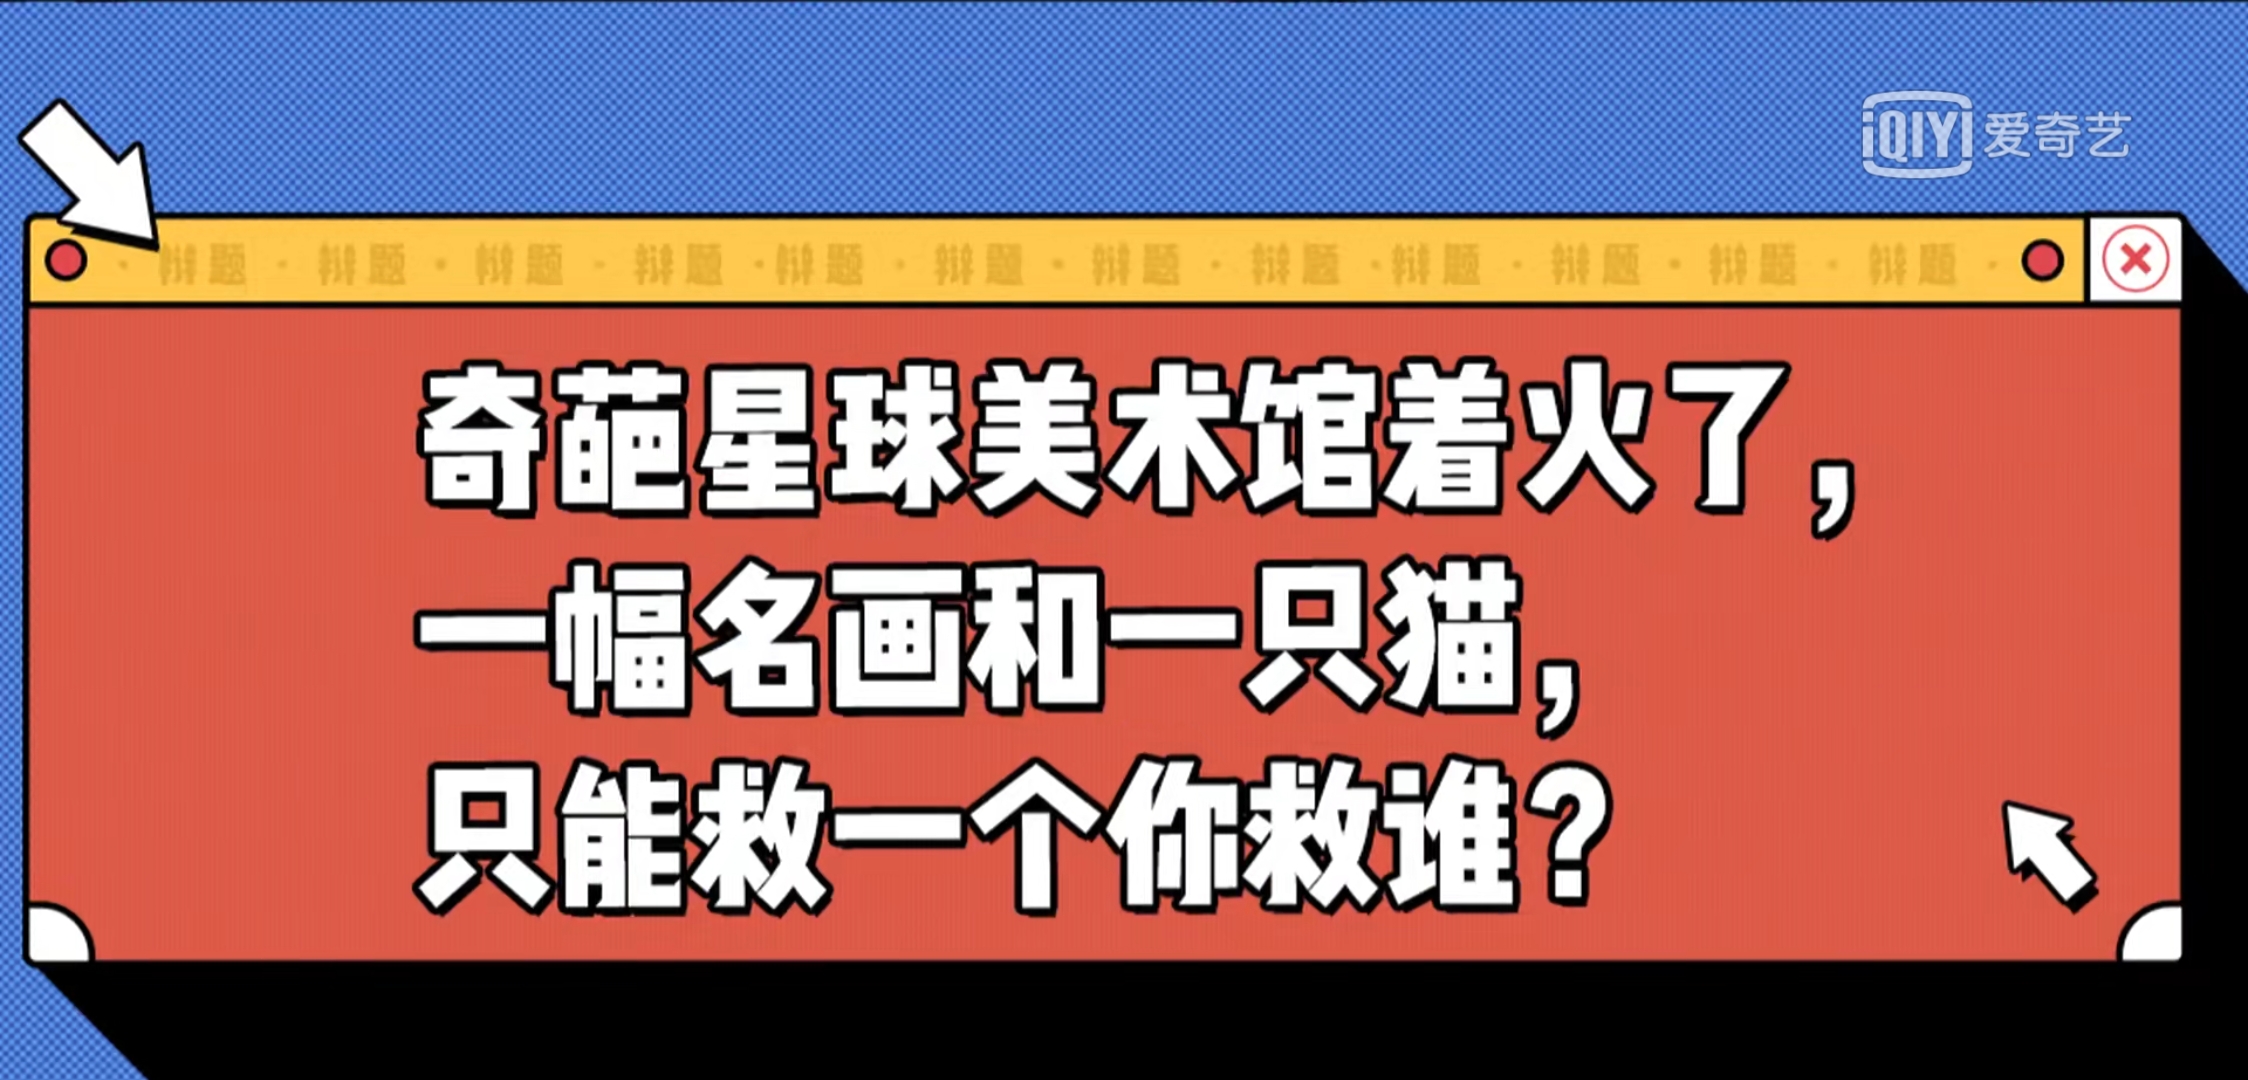 iQIYI 爱奇艺
· 辩题 · 辩题 · 辩题 · 辩题 · 辩题 · 辩题 · 辩题 · 辩题 · 辩题 · 辩题 · 辩题 · 辩题 ·
奇葩星球美术馆着火了，
一幅名画和一只猫，
只能救一个你救谁？